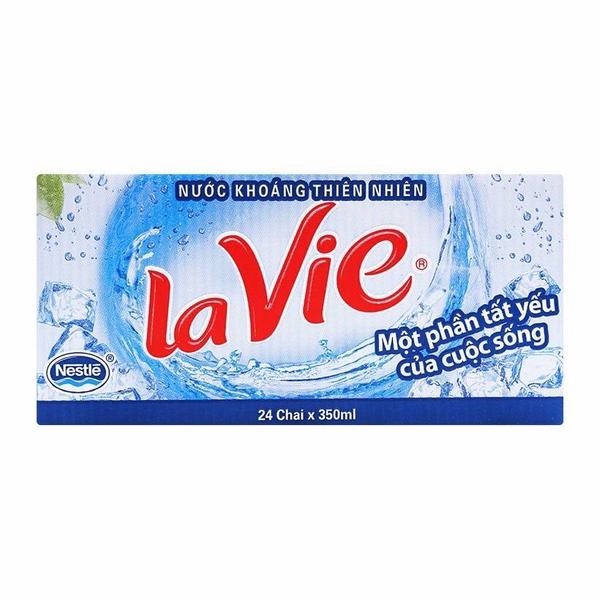 NƯỚC KHOÁNG THIÊN NHIÊN
la Vie ®
Một phần tất yếu
của cuộc sống
Nestlé ®
24 Chai x 350ml